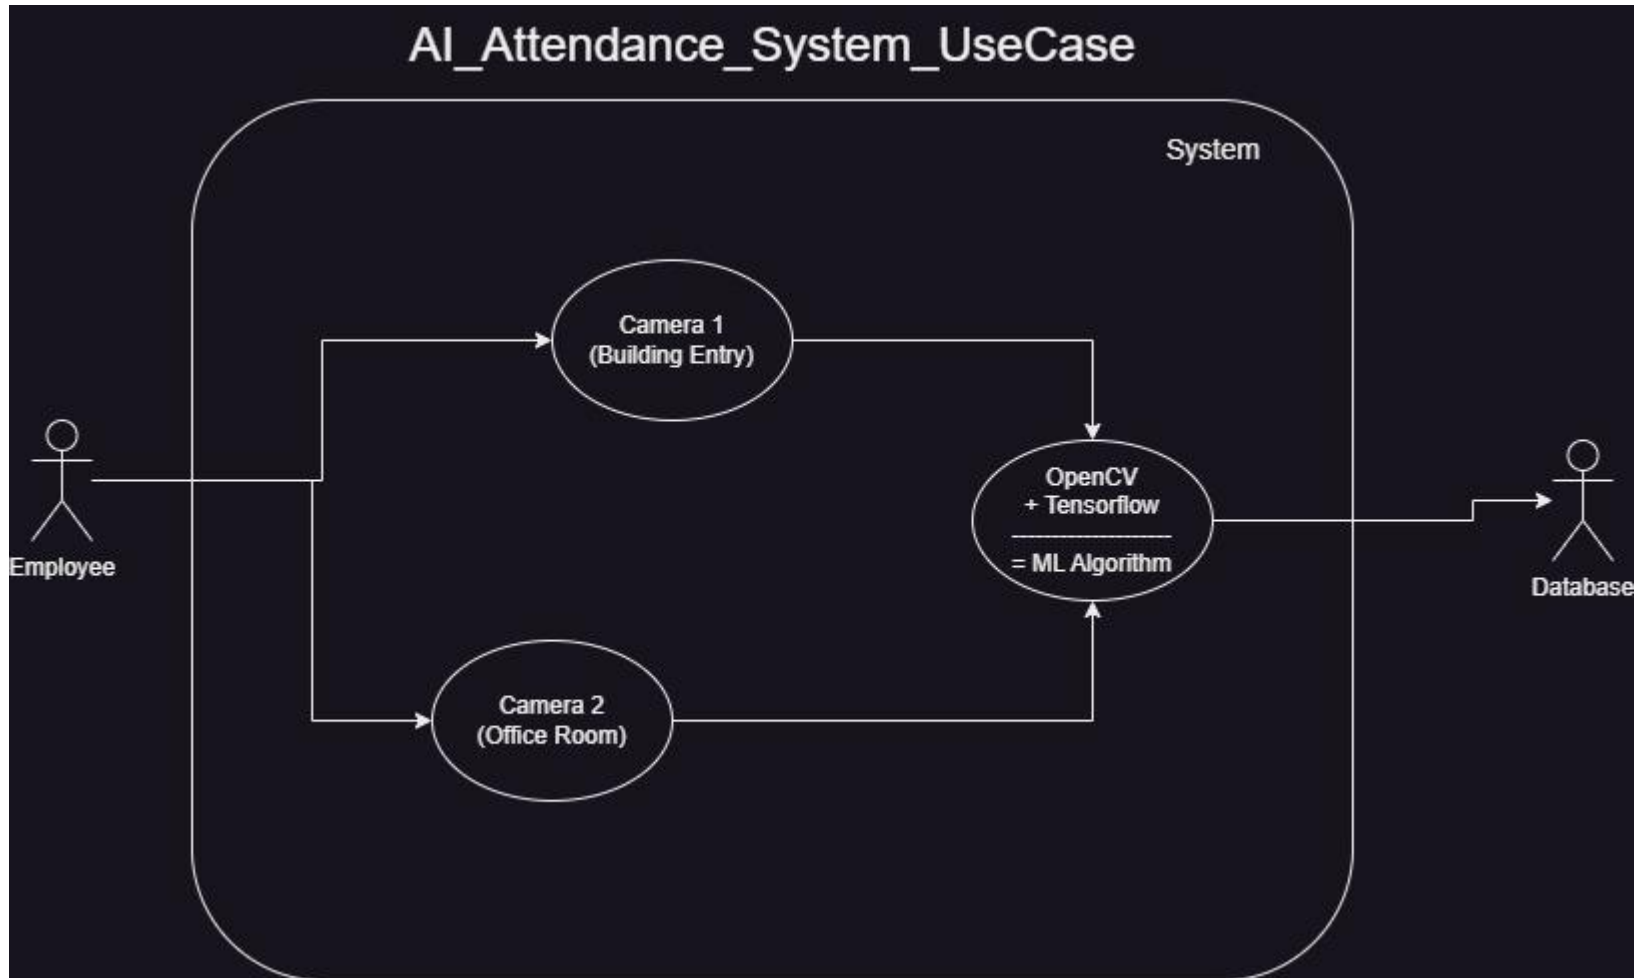 AI_Attendance_System_UseCase
System
Camera 1
(Building Entry)
Employee
OpenCV
+ Tensorflow
--------------------
= ML Algorithm
Database
Camera 2
(Office Room)